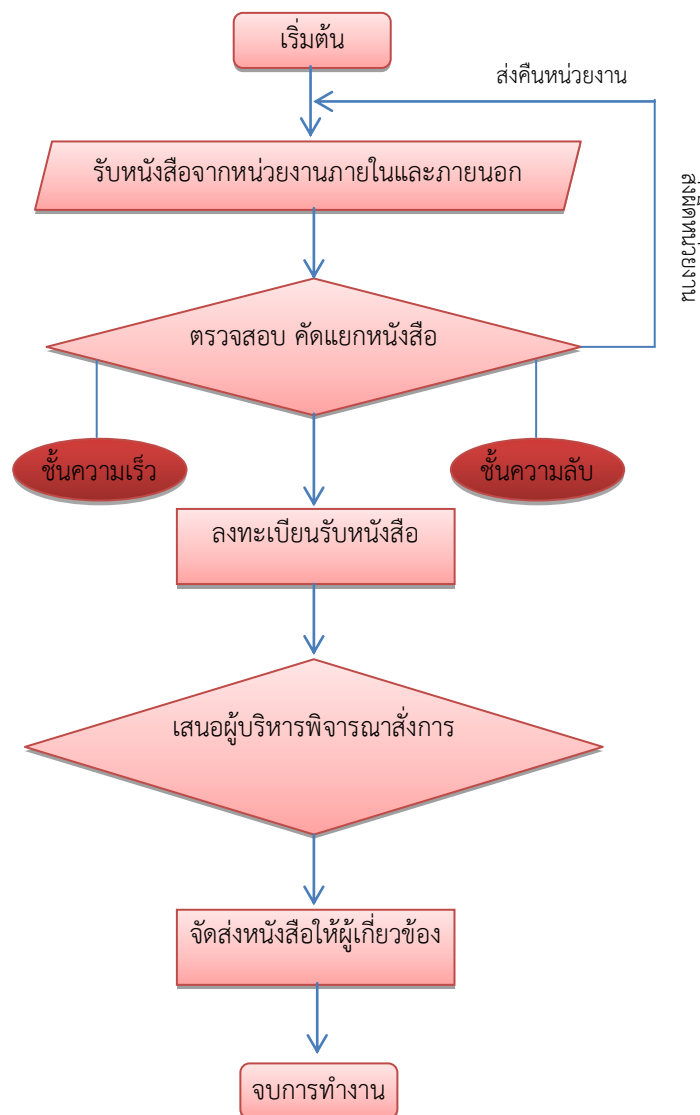 เริ่มต้น
ส่งคืนหน่วยงาน
รับหนังสือจากหน่วยงานภายในและภายนอก
ส่งผิดหน่วยงาน
ตรวจสอบ คัดแยกหนังสือ
ชั้นความเร็ว
ชั้นความลับ
ลงทะเบียนรับหนังสือ
เสนอผู้บริหารพิจารณาสั่งการ
จัดส่งหนังสือให้ผู้เกี่ยวข้อง
จบการทำงาน